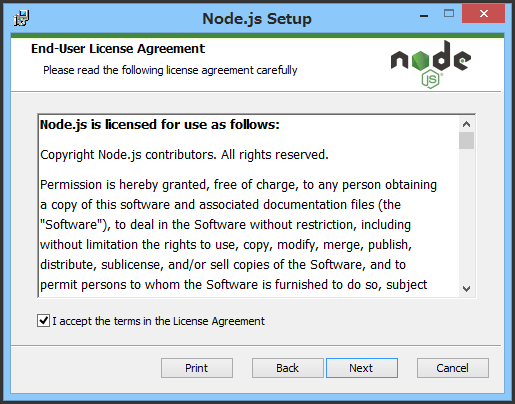 Node.js Setup
End-User License Agreement
Please read the following license agreement carefully
node
JS
Node.js is licensed for use as follows:
Copyright Node.js contributors. All rights reserved.
Permission is hereby granted, free of charge, to any person obtaining
a copy of this software and associated documentation files (the
"Software"), to deal in the Software without restriction, including
without limitation the rights to use, copy, modify, merge, publish,
distribute, sublicense, and/or sell copies of the Software, and to
permit persons to whom the Software is furnished to do so, subject
I accept the terms in the License Agreement
Print Back Next Cancel